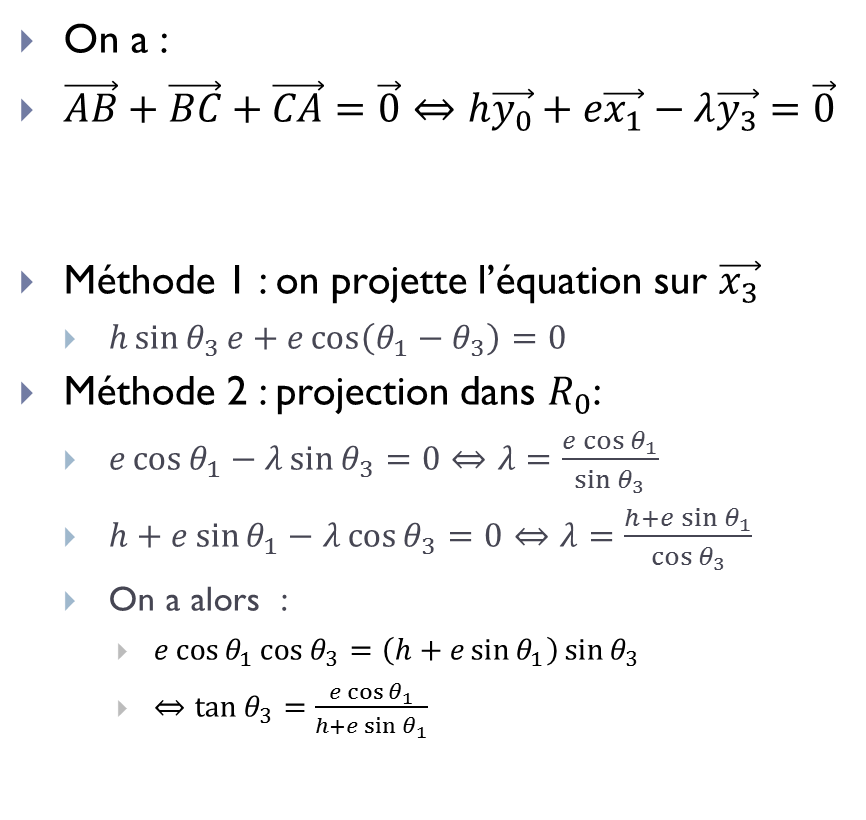 On a :
$\overrightarrow{AB} + \overrightarrow{BC} + \overrightarrow{CA} = \vec{0} \Leftrightarrow h\overrightarrow{y_0} + e\overrightarrow{x_1} - \lambda\overrightarrow{y_3} = \vec{0}$
Méthode 1 : on projette l’équation sur $\overrightarrow{x_3}$
$h \sin \theta_3 \, e + e \cos(\theta_1 - \theta_3) = 0$
Méthode 2 : projection dans $R_0$:
$e \cos \theta_1 - \lambda \sin \theta_3 = 0 \Leftrightarrow \lambda = \frac{e \cos \theta_1}{\sin \theta_3}$
$h + e \sin \theta_1 - \lambda \cos \theta_3 = 0 \Leftrightarrow \lambda = \frac{h + e \sin \theta_1}{\cos \theta_3}$
On a alors :
$e \cos \theta_1 \cos \theta_3 = (h + e \sin \theta_1) \sin \theta_3$
$\Leftrightarrow \tan \theta_3 = \frac{e \cos \theta_1}{h + e \sin \theta_1}$